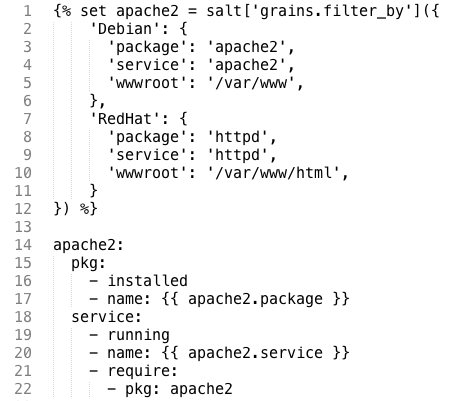 1 {% set apache2 = salt['grains.filter_by']({
2     'Debian': {
3       'package': 'apache2',
4       'service': 'apache2',
5       'wwwroot': '/var/www',
6     },
7     'RedHat': {
8       'package': 'httpd',
9       'service': 'httpd',
10       'wwwroot': '/var/www/html',
11     }
12 }) %}
13
14 apache2:
15   pkg:
16     - installed
17     - name: {{ apache2.package }}
18   service:
19     - running
20     - name: {{ apache2.service }}
21     - require:
22       - pkg: apache2